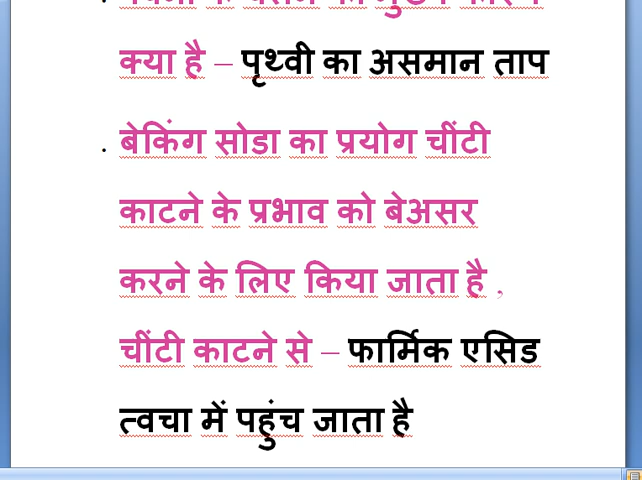 क्या है – पृथ्वी का असमान ताप
. बेकिंग सोडा का प्रयोग चींटी
काटने के प्रभाव को बेअसर
करने के लिए किया जाता है ,
चींटी काटने से – फार्मिक एसिड
त्वचा में पहुंच जाता है